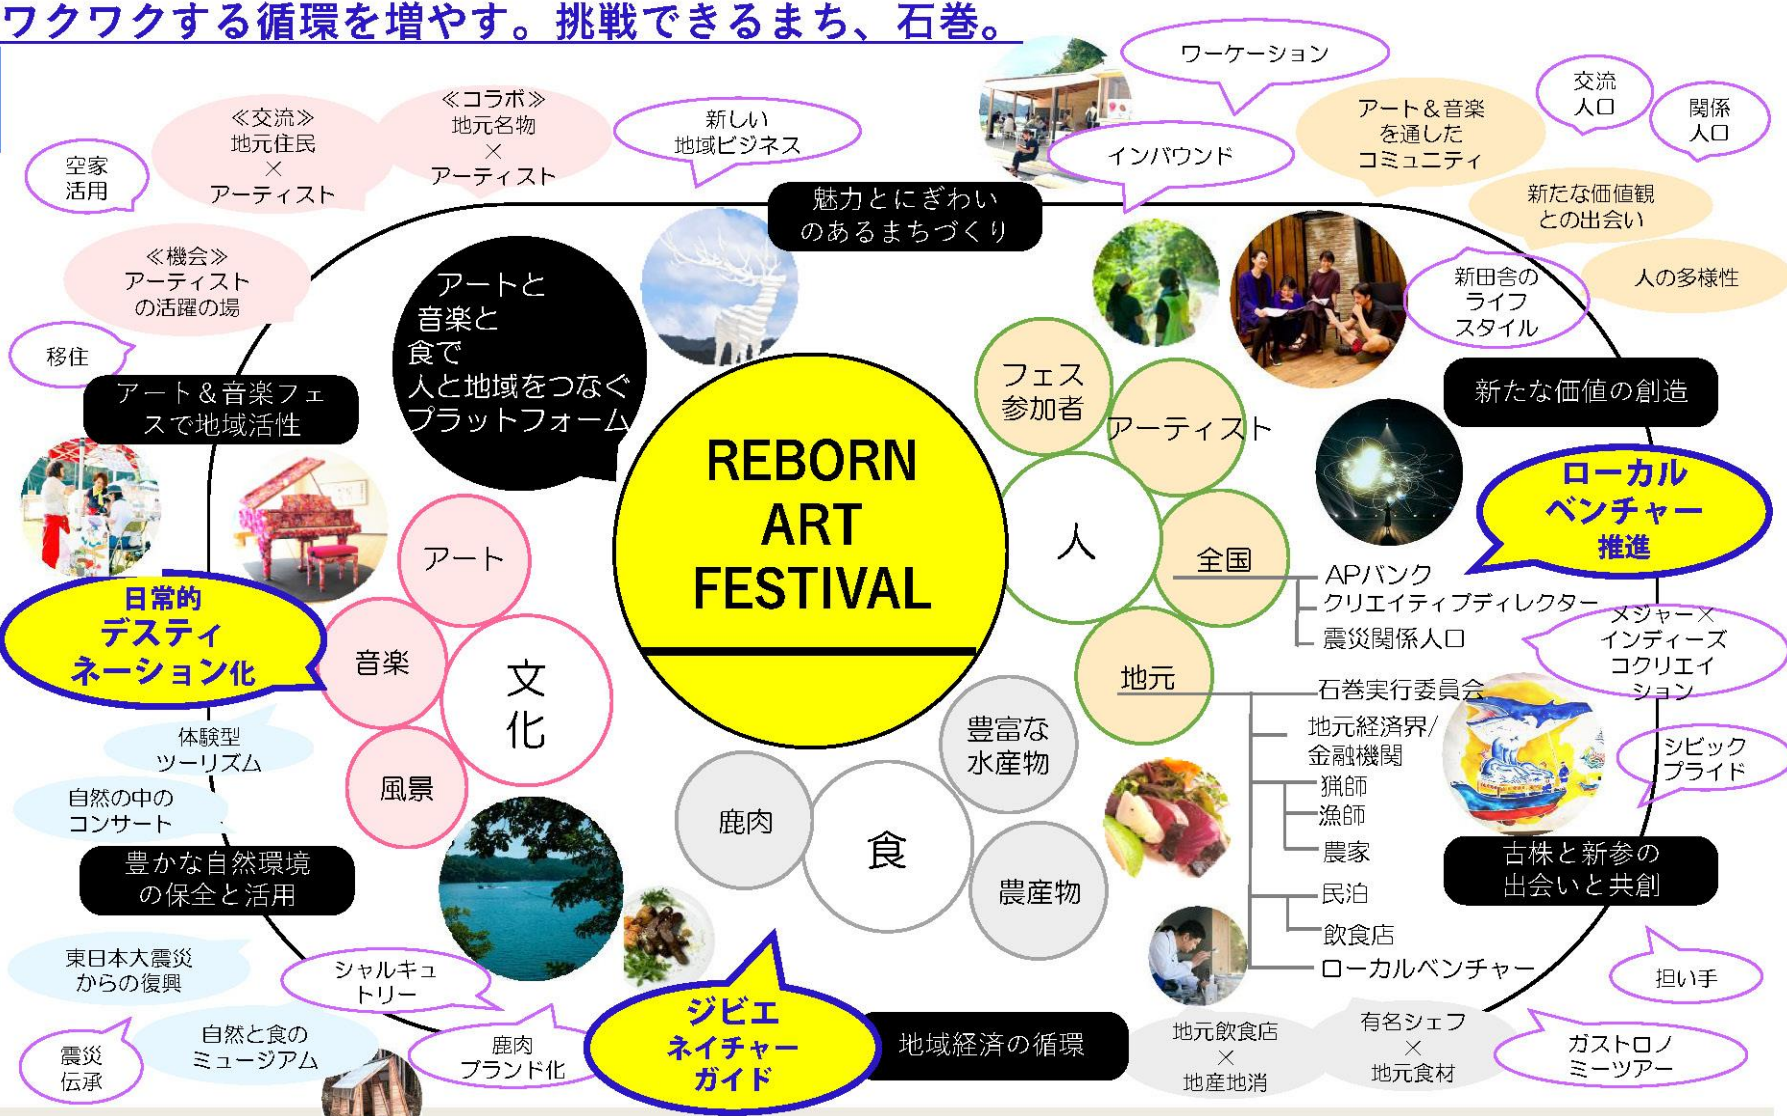 ワクワクする循環を増やす。挑戦できるまち、石巻。
空家
活用
≪交流≫
地元住民
×
アーティスト
≪コラボ≫
地元名物
×
アーティスト
新しい
地域ビジネス
ワーケーション
インバウンド
アート＆音楽
を通した
コミュニティ
交流
人口
関係
人口
新たな価値観
との出会い
人の多様性
新田舎の
ライフ
スタイル
≪機会≫
アーティスト
の活躍の場
移住
魅力とにぎわい
のあるまちづくり
アート＆音楽フェ
スで地域活性
アートと
音楽と
食で
人と地域をつなぐ
プラットフォーム
REBORN
ART
FESTIVAL
フェス
参加者
アーティスト
人
全国
地元
新たな価値の創造
ローカル
ベンチャー
推進
APバンク
クリエイティブディレクター
震災関係人口
メジャー×
インディーズ
コクリエイ
ション
石巻実行委員会
地元経済界/
金融機関
猟師
漁師
農家
民泊
飲食店
ローカルベンチャー
シビック
プライド
古株と新参の
出会いと共創
担い手
アート
音楽
文化
風景
日常的
デスティ
ネーション化
体験型
ツーリズム
自然の中の
コンサート
豊かな自然環境
の保全と活用
東日本大震災
からの復興
自然と食の
ミュージアム
震災
伝承
シャルキュ
トリー
鹿肉
ブランド化
ジビエ
ネイチャー
ガイド
鹿肉
食
豊富な
水産物
農産物
地域経済の循環
地元飲食店
×
地産地消
有名シェフ
×
地元食材
ガストロノ
ミーツアー